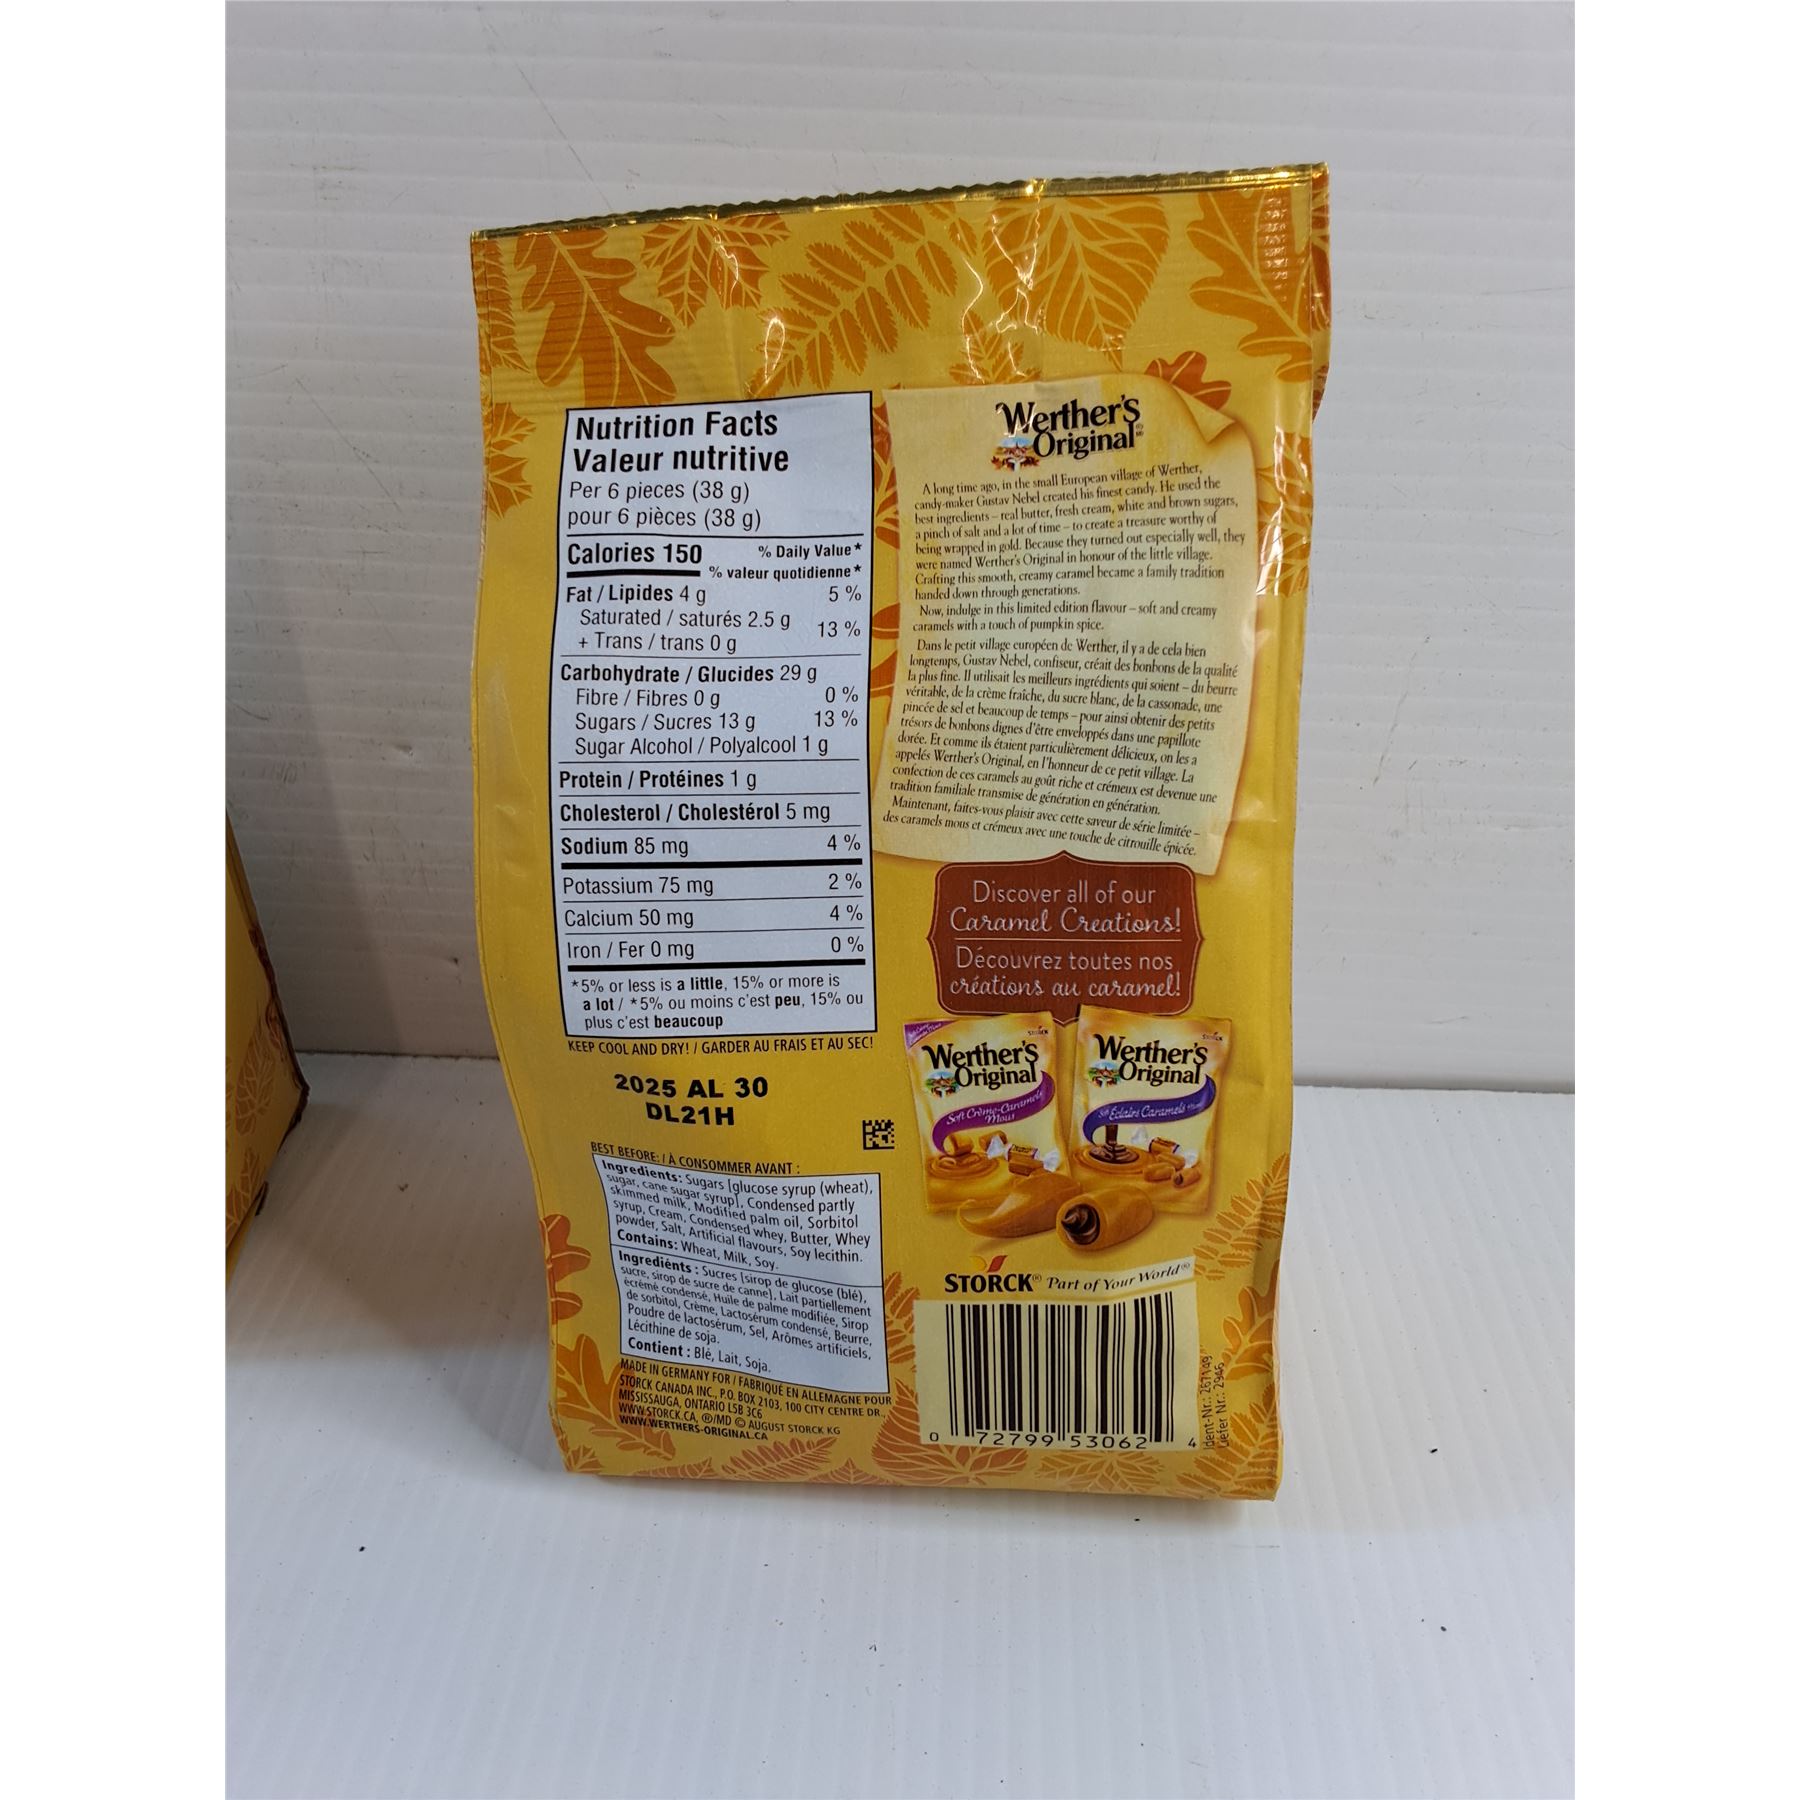 Nutrition Facts
Valeur nutritive
Per 6 pieces (38 g)
pour 6 pièces (38 g)
Calories 150
% Daily Value*
% valeur quotidienne*
Fat / Lipides 4 g 5 %
Saturated / saturés 2.5 g
+ Trans / trans 0 g
13 %
Carbohydrate / Glucides 29 g
Fibre / Fibres 0 g 0 %
Sugars / Sucres 13 g 13 %
Sugar Alcohol / Polyalcool 1 g
Protein / Protéines 1 g
Cholesterol / Cholestérol 5 mg
Sodium 85 mg 4 %
Potassium 75 mg 2 %
Calcium 50 mg 4 %
Iron / Fer 0 mg 0 %
*5% or less is a little, 15% or more is
a lot / *5% ou moins c'est peu, 15% ou
plus c'est beaucoup
KEEP COOL AND DRY! / GARDER AU FRAIS ET AU SEC!
2025 AL 30
DL21H
BEST BEFORE: / À CONSOMMER AVANT :
Ingredients: Sugars [glucose syrup (wheat),
sugar, cane sugar syrup], Condensed partly
skimmed milk, Modified palm oil, Sorbitol
syrup, Cream, Condensed whey, Butter, Whey
powder, Salt, Artificial flavours, Soy lecithin.
Contains: Wheat, Milk, Soy.
Ingrédients : Sucres [sirop de glucose (blé),
sucre, sirop de sucre de canne], Lait partiellement
écrémé condensé, Huile de palme modifiée, Sirop
de sorbitol, Crème, Lactosérum condensé, Beurre,
Poudre de lactosérum, Sel, Arômes artificiels,
Lécithine de soja.
Contient : Blé, Lait, Soja.
MADE IN GERMANY FOR / FABRIQUÉ EN ALLEMAGNE POUR
STORCK CANADA INC., P.O. BOX 2103, 100 CITY CENTRE DR.,
MISSISSAUGA, ONTARIO L5B 3C6
WWW.STORCK.CA, ®/MD © AUGUST STORCK KG
WWW.WERTHERS-ORIGINAL.CA
Werther's
Original
A long time ago, in the small European village of Werther,
candy-maker Gustav Nebel created his finest candy. He used the
best ingredients – real butter, fresh cream, white and brown sugars,
a pinch of salt and a lot of time – to create a treasure worthy of
being wrapped in gold. Because they turned out especially well, they
were named Werther's Original in honour of the little village.
Crafting this smooth, creamy caramel became a family tradition
handed down through generations.
Now, indulge in this limited edition flavour – soft and creamy
caramels with a touch of pumpkin spice.
Dans le petit village européen de Werther, il y a de cela bien
longtemps, Gustav Nebel, confiseur, créait des bonbons de la qualité
la plus fine. Il utilisait les meilleurs ingrédients qui soient – du beurre
véritable, de la crème fraîche, du sucre blanc, de la cassonade, une
pincée de sel et beaucoup de temps – pour ainsi obtenir des petits
trésors de bonbons dignes d'être enveloppés dans une papillote
dorée. Et comme ils étaient particulièrement délicieux, on les a
appelés Werther's Original, en l'honneur de ce petit village. La
confection de ces caramels au goût riche et crémeux est devenue une
tradition familiale transmise de génération en génération.
Maintenant, faites-vous plaisir avec cette saveur de série limitée –
des caramels mous et crémeux avec une touche de citrouille épicée.
Discover all of our
Caramel Creations!
Découvrez toutes nos
créations au caramel!
STORCK
Werther's
Original
Soft Crème-Caramels
Mous
STORCK
Werther's
Original
Soft Éclairs Caramels
STORCK® Part of Your World®
0 72799 53062 4
Ident-Nr.: 267149
Liefer Nr.: 2946